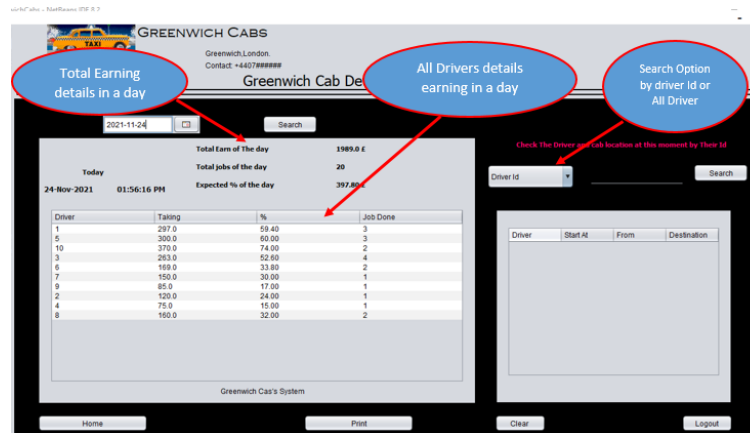 NetBeans IDE 8.2
TAXI
GREENWICH CABS
Greenwich,London.
Contact +4407######
Greenwich Cab De
Total Earning
details in a day
All Drivers details
earning in a day
Search Option
by driver Id or
All Driver
2021-11-24
Search
Total Earn of The day 1989.0 £
Total jobs of the day 20
Expected % of the day 397.80 £
Today
24-Nov-2021 01:56:16 PM
Check The Driver and Cab location at this moment by Their Id
Driver Id
Search
Driver Taking % Job Done
1 297.0 59.40 3
5 300.0 60.00 3
10 370.0 74.00 2
3 263.0 52.60 4
6 169.0 33.80 2
7 150.0 30.00 1
9 85.0 17.00 1
2 120.0 24.00 1
4 75.0 15.00 1
8 160.0 32.00 2
Driver Start At From Destination
Greenwich Cas's System
Home
Print
Clear
Logout